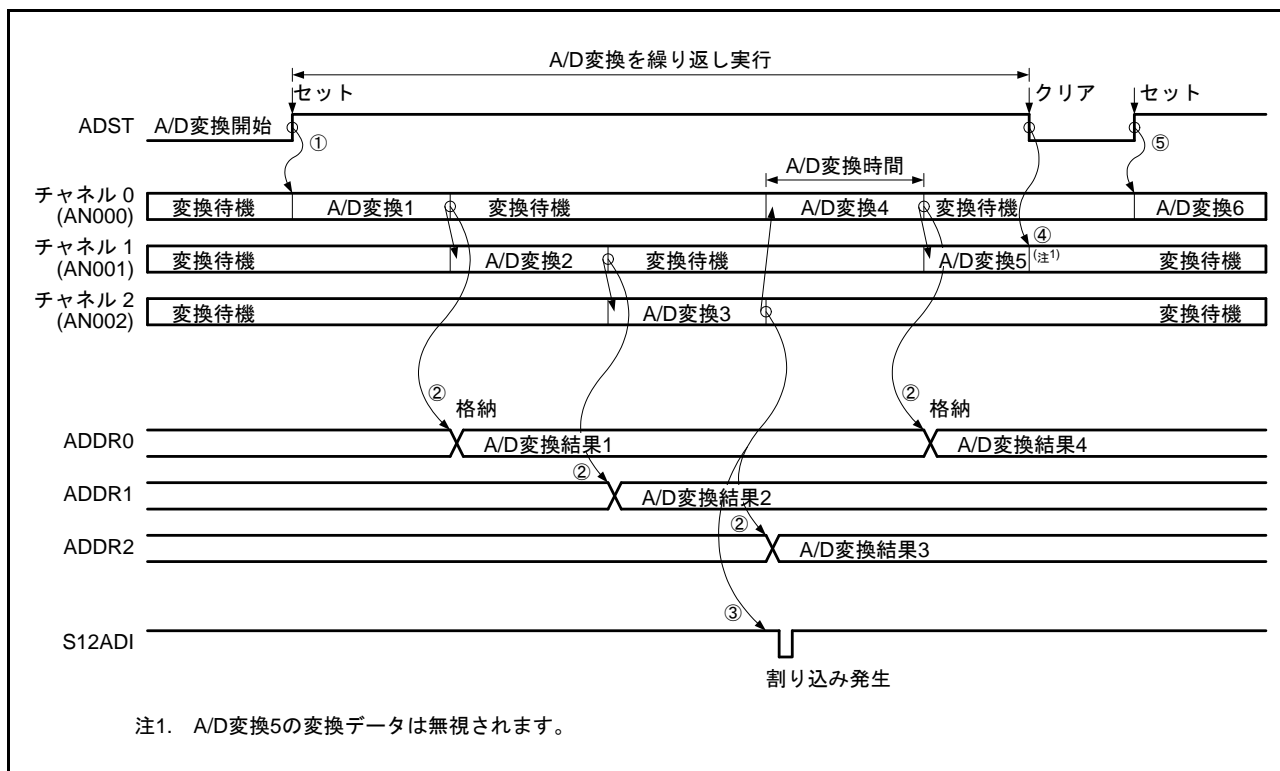 A/D変換を繰り返し実行
セット クリア セット
ADST A/D変換開始 ① ⑤
A/D変換時間
チャネル 0
(AN000) 変換待機 A/D変換1 変換待機 A/D変換4 変換待機 A/D変換6
④
チャネル 1
(AN001) 変換待機 A/D変換2 変換待機 A/D変換5 (注1) 変換待機
チャネル 2
(AN002) 変換待機 A/D変換3 変換待機
② 格納 ② 格納
ADDR0 A/D変換結果1 A/D変換結果4
②
ADDR1 A/D変換結果2
②
ADDR2 A/D変換結果3
③
S12ADI
割り込み発生
注1. A/D変換5の変換データは無視されます。